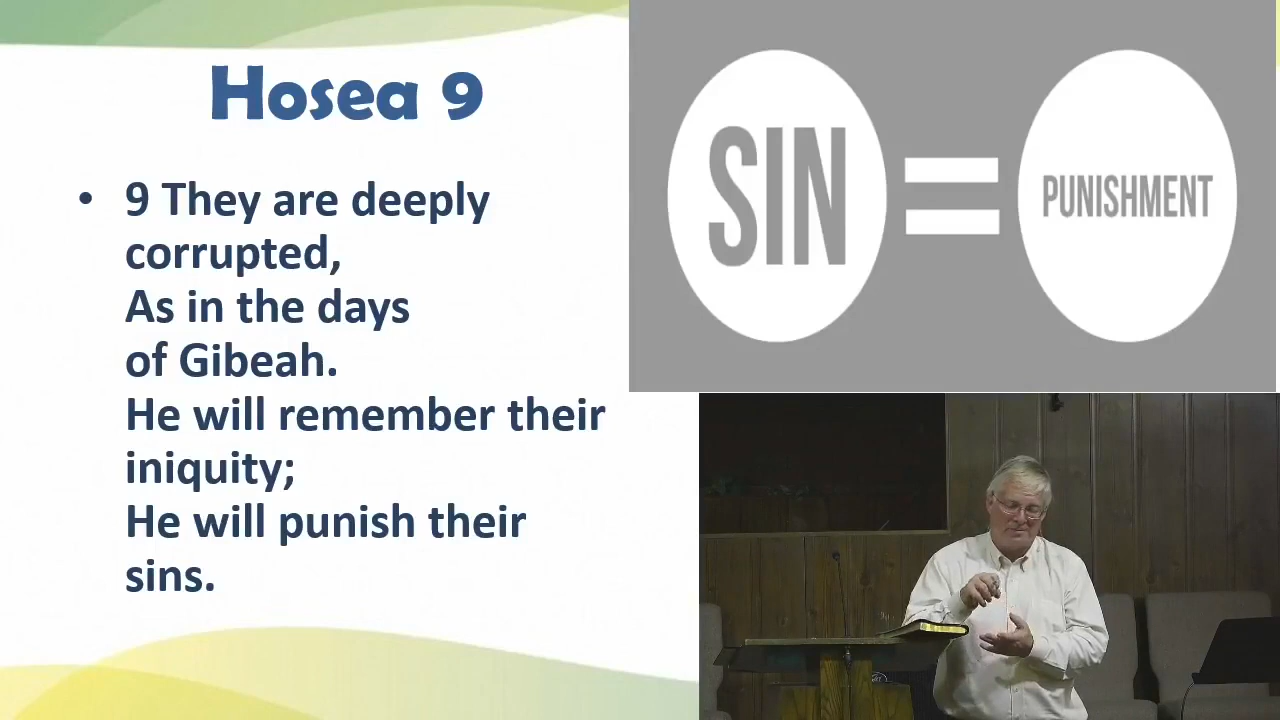 Hosea 9
• 9 They are deeply
corrupted,
As in the days
of Gibeah.
He will remember their
iniquity;
He will punish their
sins.
SIN = PUNISHMENT